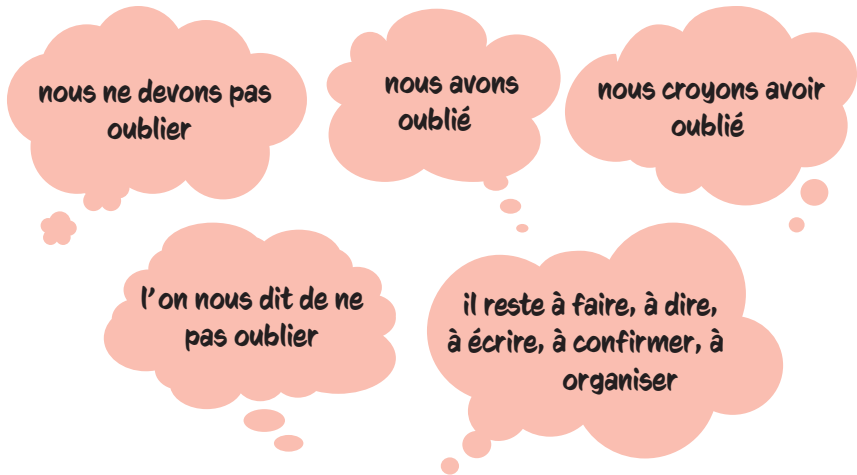 nous ne devons pas
oublier
nous avons
oublié
nous croyons avoir
oublié
l'on nous dit de ne
pas oublier
il reste à faire, à dire,
à écrire, à confirmer, à
organiser